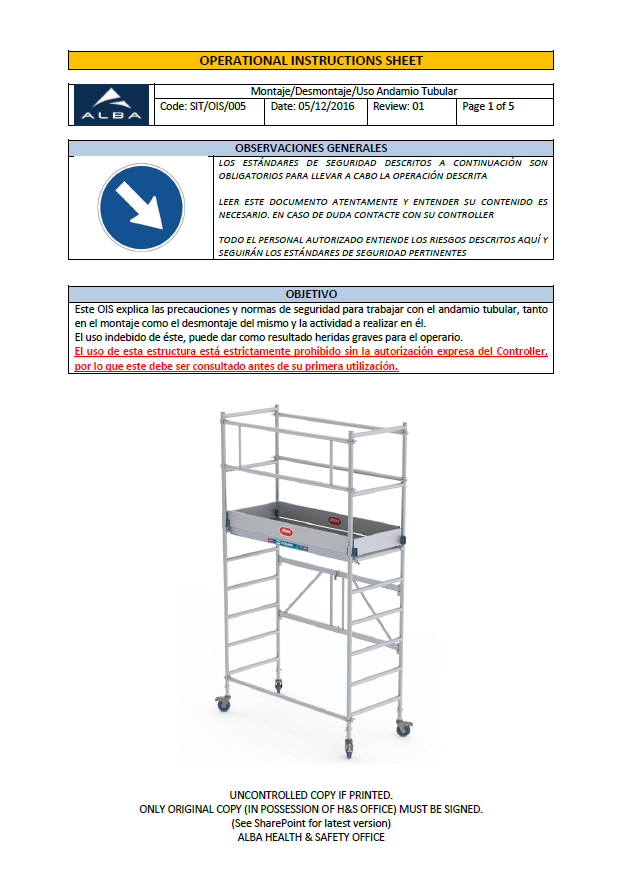 OPERATIONAL INSTRUCTIONS SHEET
ALBA
Montaje/Desmontaje/Uso Andamio Tubular
Code: SIT/OIS/005 Date: 05/12/2016 Review: 01 Page 1 of 5
OBSERVACIONES GENERALES
LOS ESTÁNDARES DE SEGURIDAD DESCRITOS A CONTINUACIÓN SON
OBLIGATORIOS PARA LLEVAR A CABO LA OPERACIÓN DESCRITA
LEER ESTE DOCUMENTO ATENTAMENTE Y ENTENDER SU CONTENIDO ES
NECESARIO. EN CASO DE DUDA CONTACTE CON SU CONTROLLER
TODO EL PERSONAL AUTORIZADO ENTIENDE LOS RIESGOS DESCRITOS AQUÍ Y
SEGUIRÁN LOS ESTÁNDARES DE SEGURIDAD PERTINENTES
OBJETIVO
Este OIS explica las precauciones y normas de seguridad para trabajar con el andamio tubular, tanto
en el montaje como el desmontaje del mismo y la actividad a realizar en él.
El uso indebido de éste, puede dar como resultado heridas graves para el operario.
El uso de esta estructura está estrictamente prohibido sin la autorización expresa del Controller,
por lo que este debe ser consultado antes de su primera utilización.
UNCONTROLLED COPY IF PRINTED.
ONLY ORIGINAL COPY (IN POSSESSION OF H&S OFFICE) MUST BE SIGNED.
(See SharePoint for latest version)
ALBA HEALTH & SAFETY OFFICE